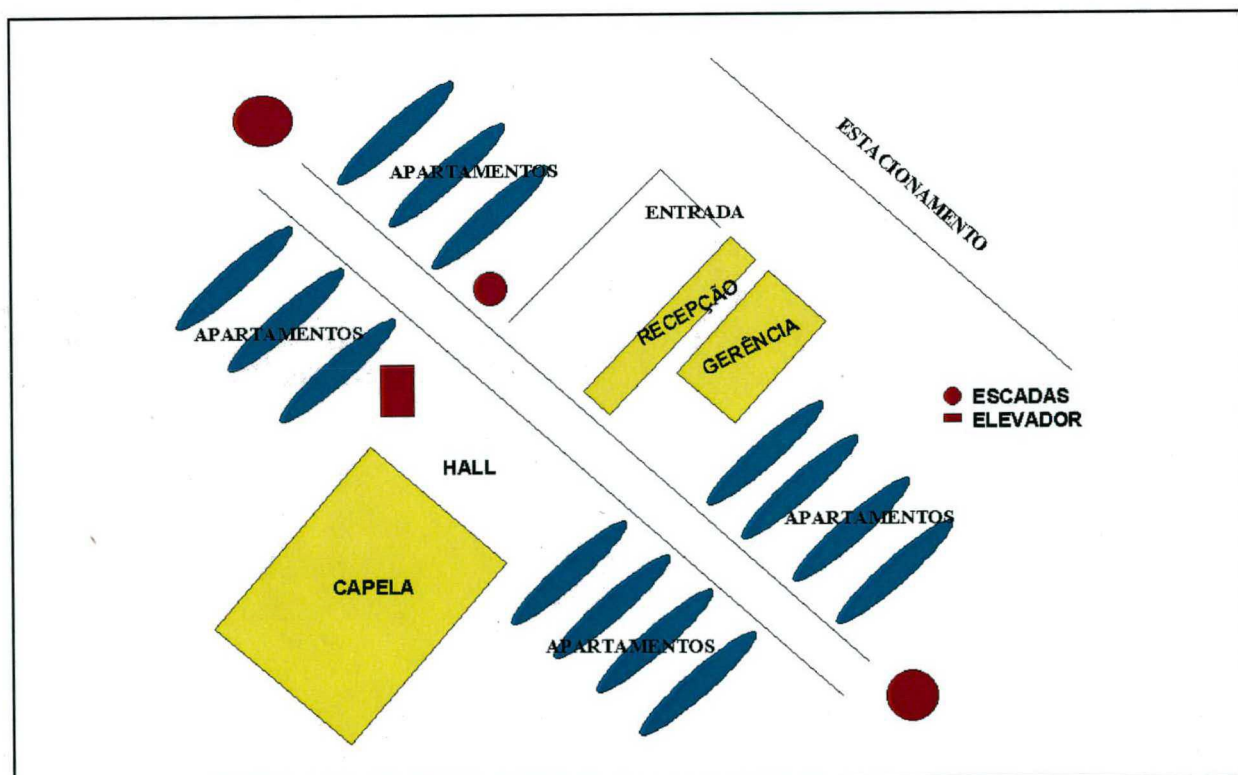 ESTACIONAMENTO
APARTAMENTOS
ENTRADA
RECEPÇÃO
APARTAMENTOS
GERÊNCIA
ESCADAS
ELEVADOR
HALL
APARTAMENTOS
CAPELA
APARTAMENTOS